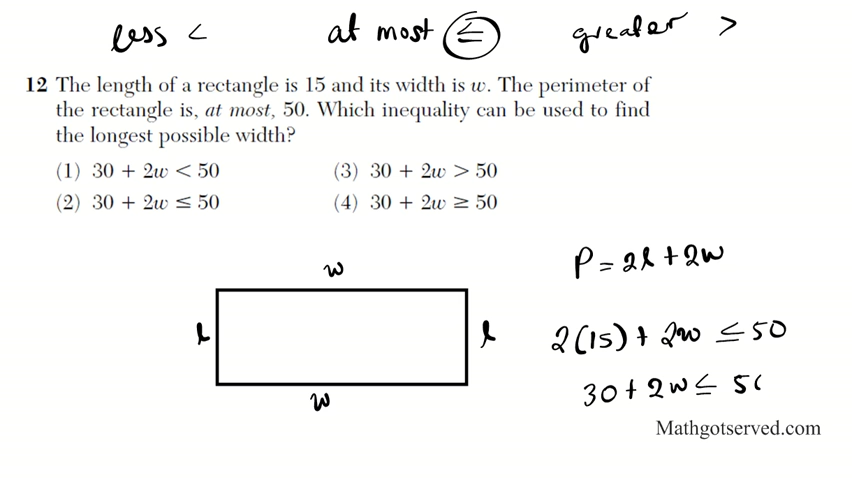 less < at most ≤ greater >
12 The length of a rectangle is 15 and its width is w. The perimeter of
the rectangle is, at most, 50. Which inequality can be used to find
the longest possible width?
(1) 30 + 2w < 50 (3) 30 + 2w > 50
(2) 30 + 2w ≤ 50 (4) 30 + 2w ≥ 50
w
P = 2l + 2w
l l
2(15) + 2w ≤ 50
w
30 + 2w ≤ 50
Mathgotserved.com